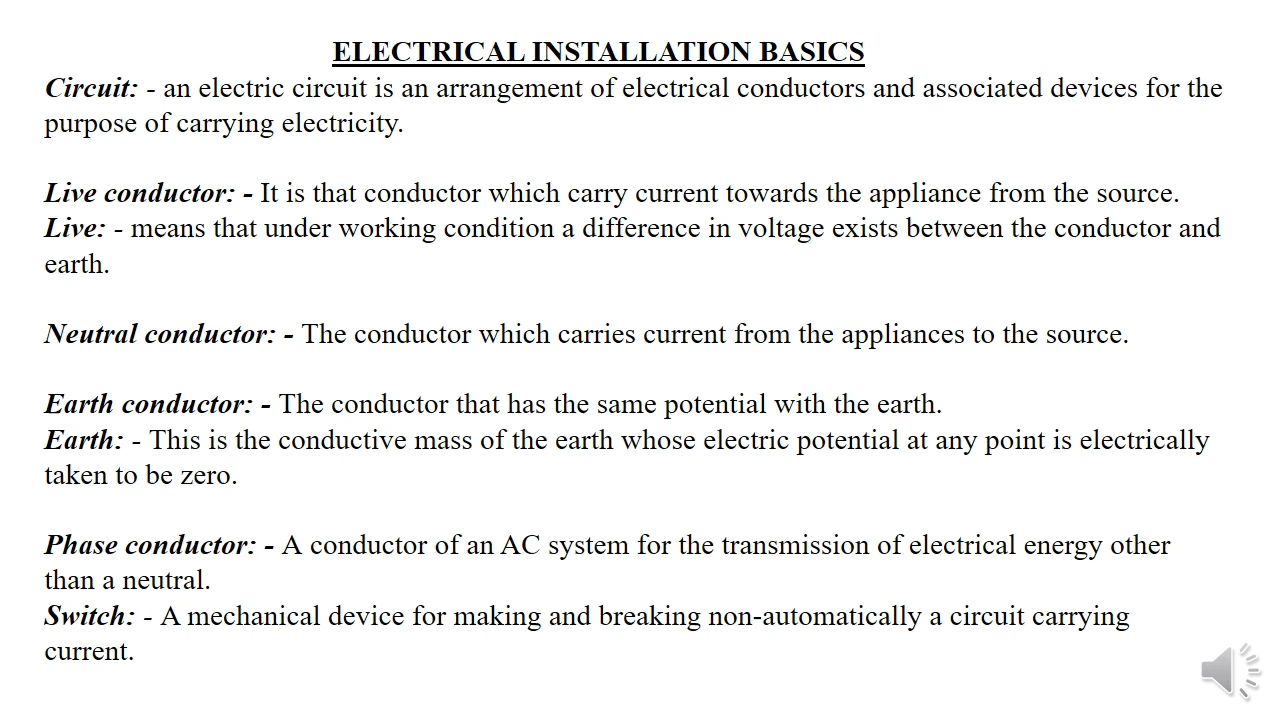 ELECTRICAL INSTALLATION BASICS
Circuit: - an electric circuit is an arrangement of electrical conductors and associated devices for the
purpose of carrying electricity.
Live conductor: - It is that conductor which carry current towards the appliance from the source.
Live: - means that under working condition a difference in voltage exists between the conductor and
earth.
Neutral conductor: - The conductor which carries current from the appliances to the source.
Earth conductor: - The conductor that has the same potential with the earth.
Earth: - This is the conductive mass of the earth whose electric potential at any point is electrically
taken to be zero.
Phase conductor: - A conductor of an AC system for the transmission of electrical energy other
than a neutral.
Switch: - A mechanical device for making and breaking non-automatically a circuit carrying
current.